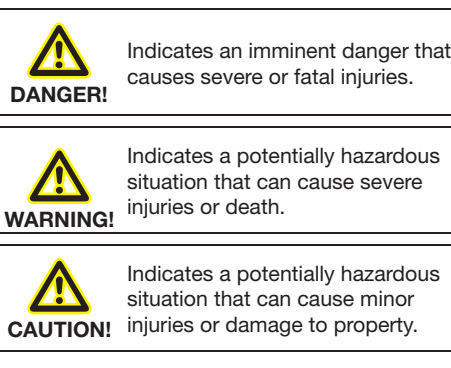 DANGER!
Indicates an imminent danger that
causes severe or fatal injuries.
WARNING!
Indicates a potentially hazardous
situation that can cause severe
injuries or death.
CAUTION!
Indicates a potentially hazardous
situation that can cause minor
injuries or damage to property.